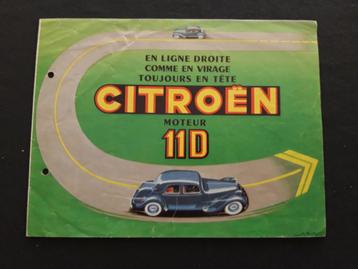 EN LIGNE DROITE
COMME EN VIRAGE
TOUJOURS EN TÊTE
CITROËN
MOTEUR
11D